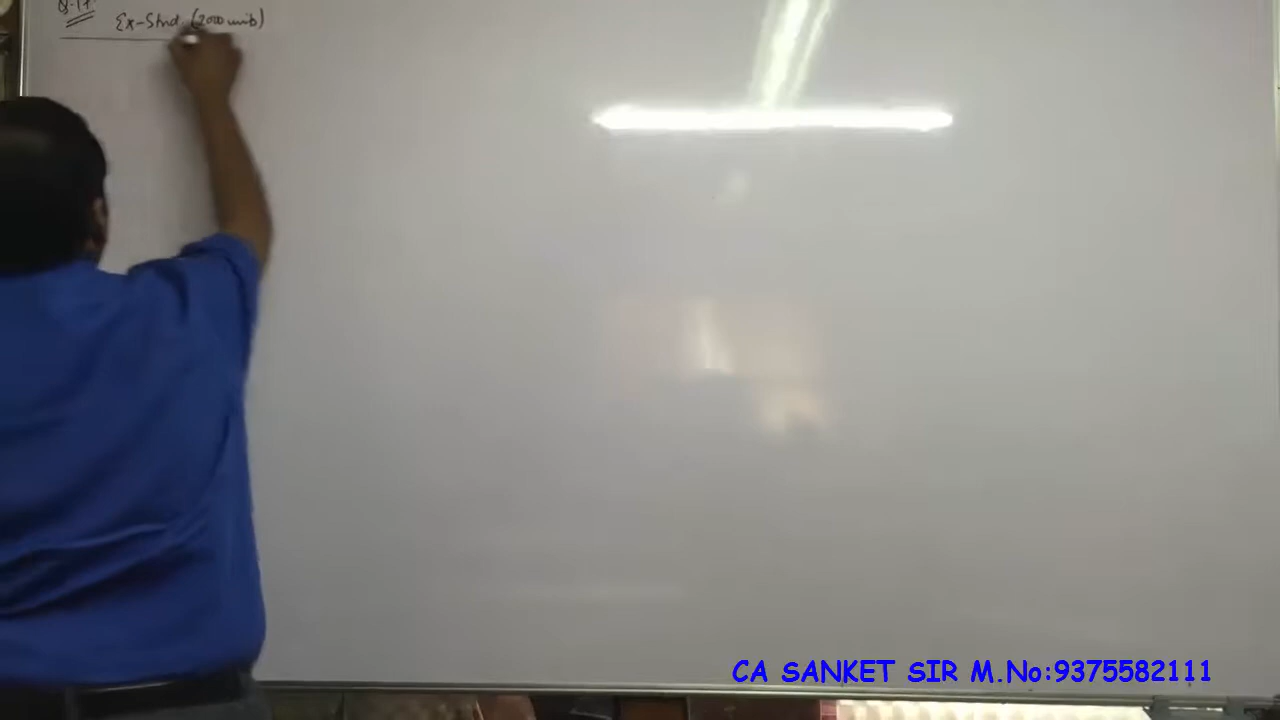 Q-17
Ex-Stnd. (2000 units)
CA SANKET SIR M.No:9375582111